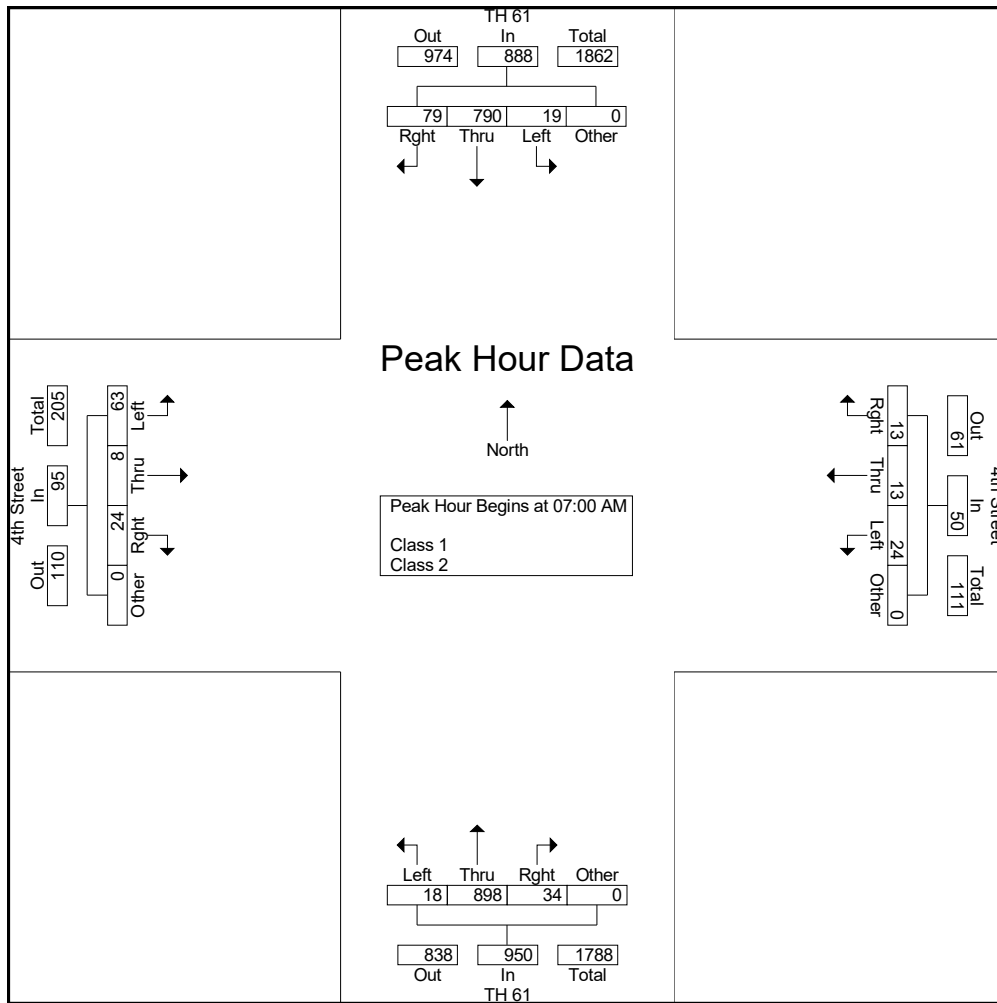 TH 61
Out In Total
974 888 1862
79 790 19 0
Rght Thru Left Other
Peak Hour Data
North
Peak Hour Begins at 07:00 AM
Class 1
Class 2
4th Street
Total In Out
205 95 110
63 8 24 0
Left Thru Rght Other
Rght Thru Left Other
13 13 24 0
61 50 111
Out In Total
4th Street
Left Thru Rght Other
18 898 34 0
838 950 1788
Out In Total
TH 61